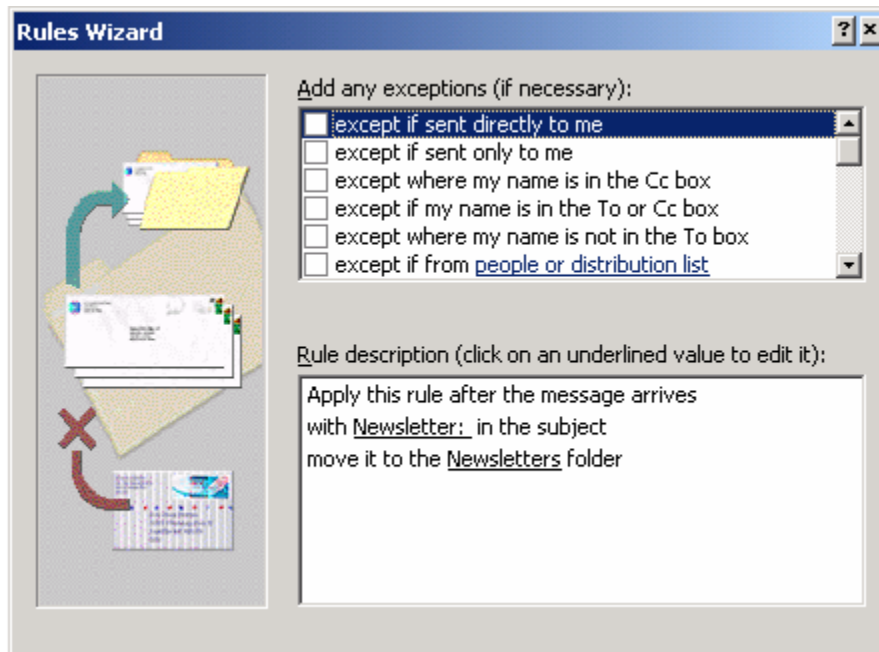 Rules Wizard
Add any exceptions (if necessary):
except if sent directly to me
except if sent only to me
except where my name is in the Cc box
except if my name is in the To or Cc box
except where my name is not in the To box
except if from people or distribution list
Rule description (click on an underlined value to edit it):
Apply this rule after the message arrives
with Newsletter: in the subject
move it to the Newsletters folder